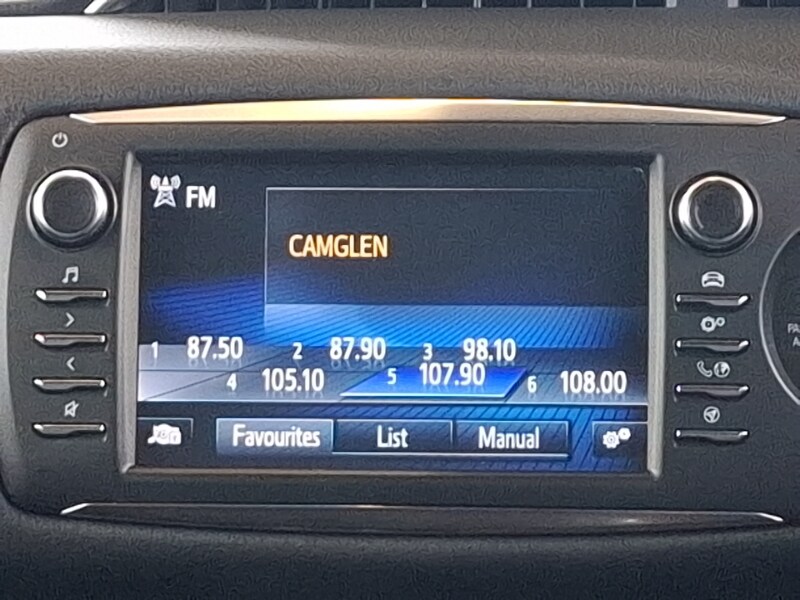 FM
CAMGLEN
1 87.50 2 87.90 3 98.10
4 105.10 5 107.90 6 108.00
Favourites List Manual
PA
A